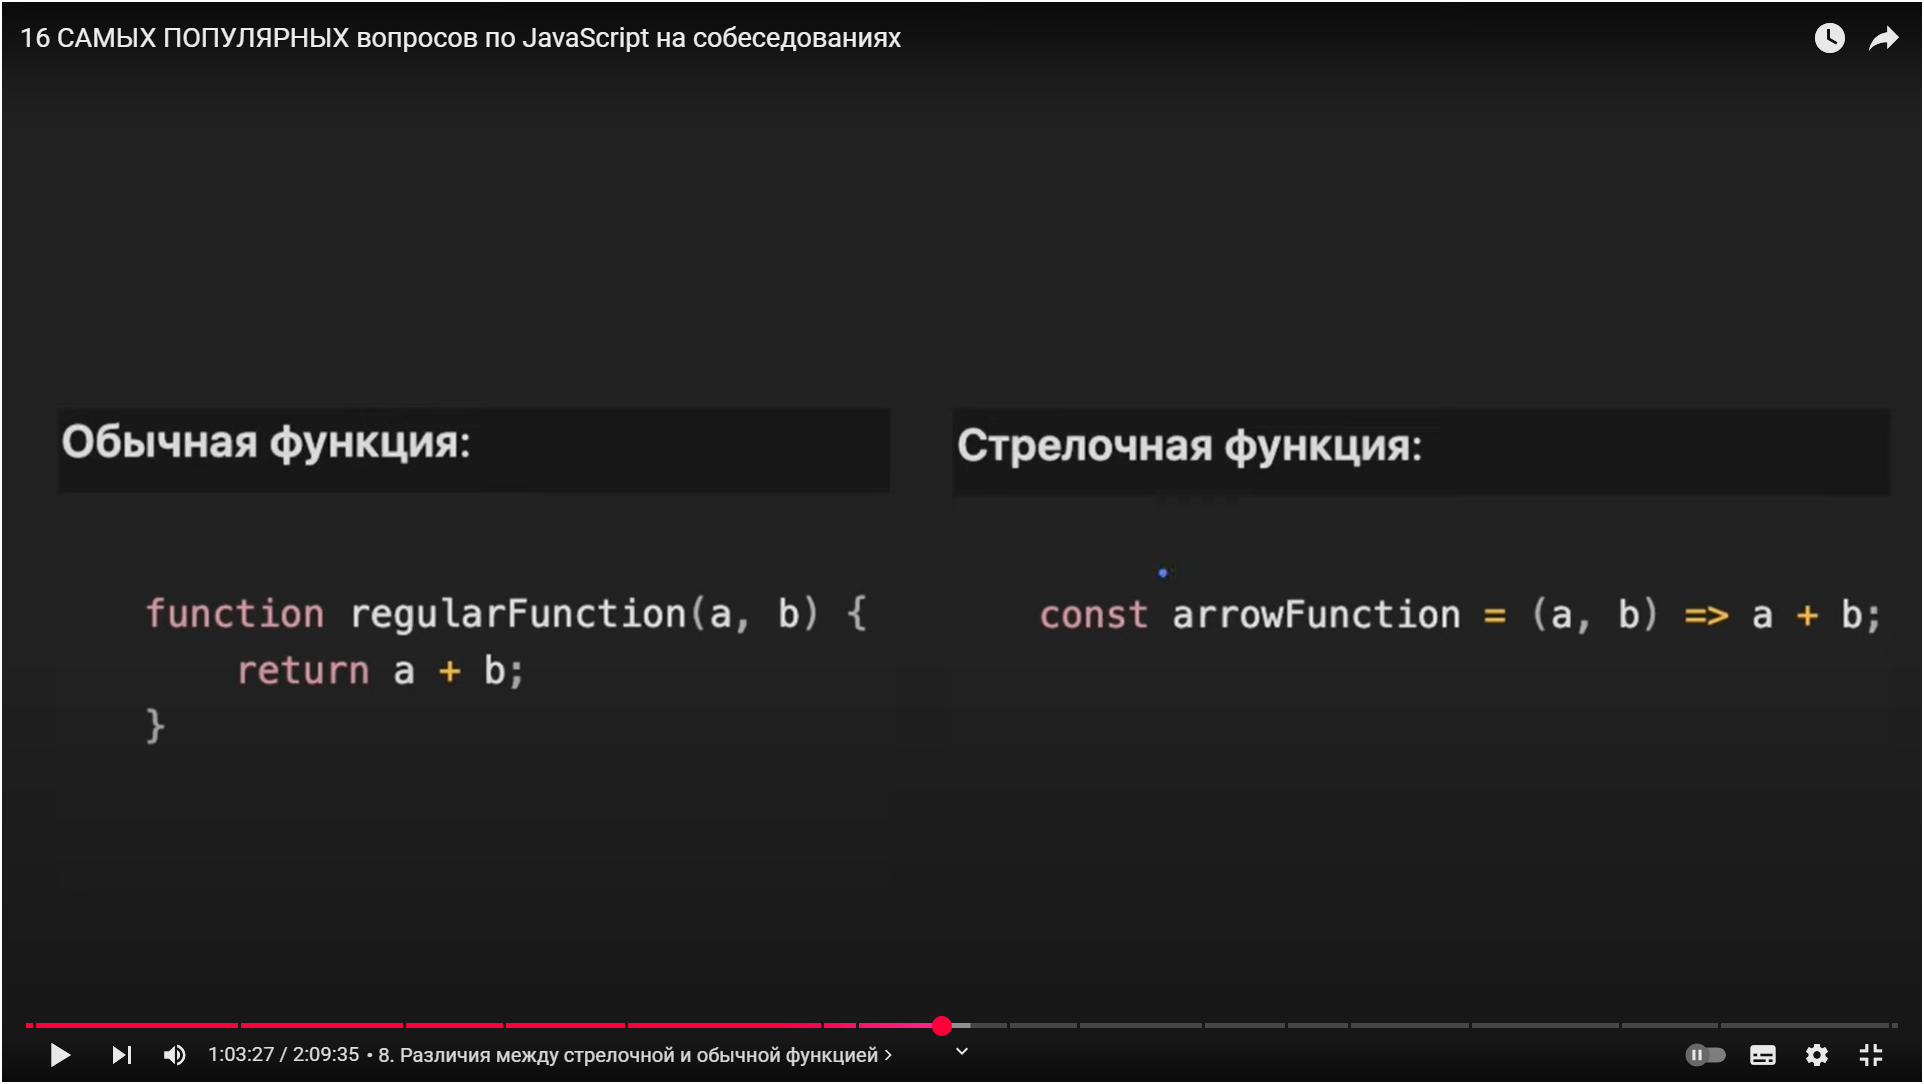 16 САМЫХ ПОПУЛЯРНЫХ вопросов по JavaScript на собеседованиях
Обычная функция:
function regularFunction(a, b) {
    return a + b;
}
Стрелочная функция:
const arrowFunction = (a, b) => a + b;
1:03:27 / 2:09:35 • 8. Различия между стрелочной и обычной функцией